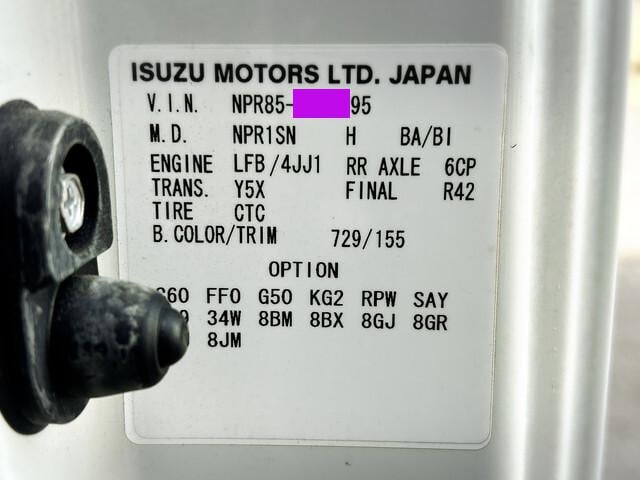 ISUZU MOTORS LTD. JAPAN
V.I.N. NPR85- 95
M.D. NPR1SN H BA/BI
ENGINE LFB/4JJ1 RR AXLE 6CP
TRANS. Y5X FINAL R42
TIRE CTC
B.COLOR/TRIM 729/155
OPTION
FF0 G50 KG2 RPW SAY
34W 8BM 8BX 8GJ 8GR
8JM